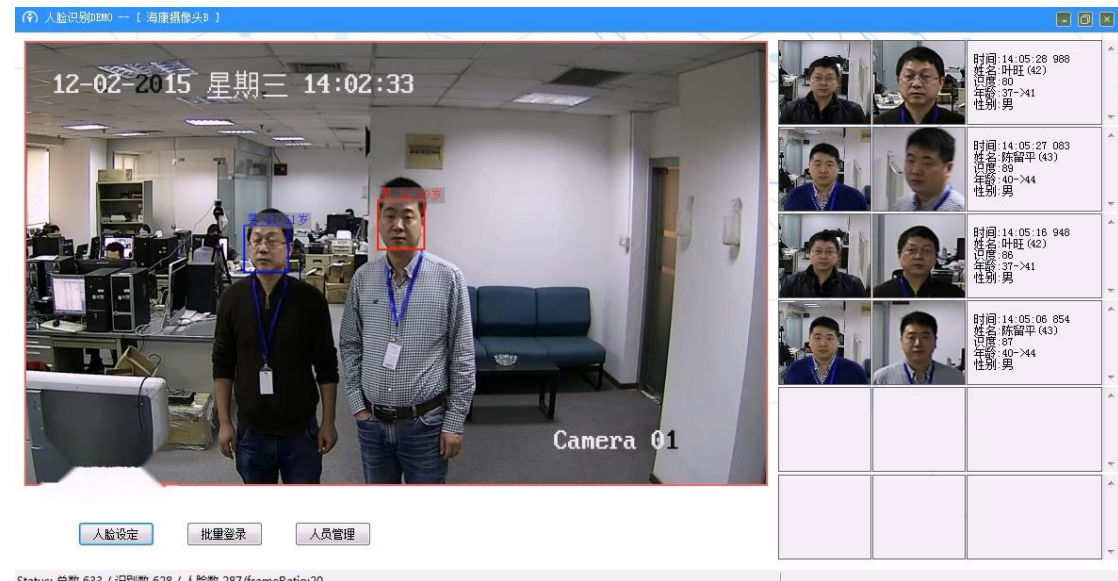 人脸识别DEMO -- [ 海康摄像头B ]
12-02-2015 星期三 14:02:33
Camera 01
时间:14:05:28 988
姓名:叶旺(42)
识度:80
年龄:37->41
性别:男
时间:14:05:27 083
姓名:陈留平(43)
识度:89
年龄:40->44
性别:男
时间:14:05:16 948
姓名:叶旺(42)
识度:86
年龄:37->41
性别:男
时间:14:05:06 854
姓名:陈留平(43)
识度:87
年龄:40->44
性别:男
人脸设定
批量登录
人员管理
Status: 总数 633 / 识别数 628 / 人脸数 287/frameRatio:20